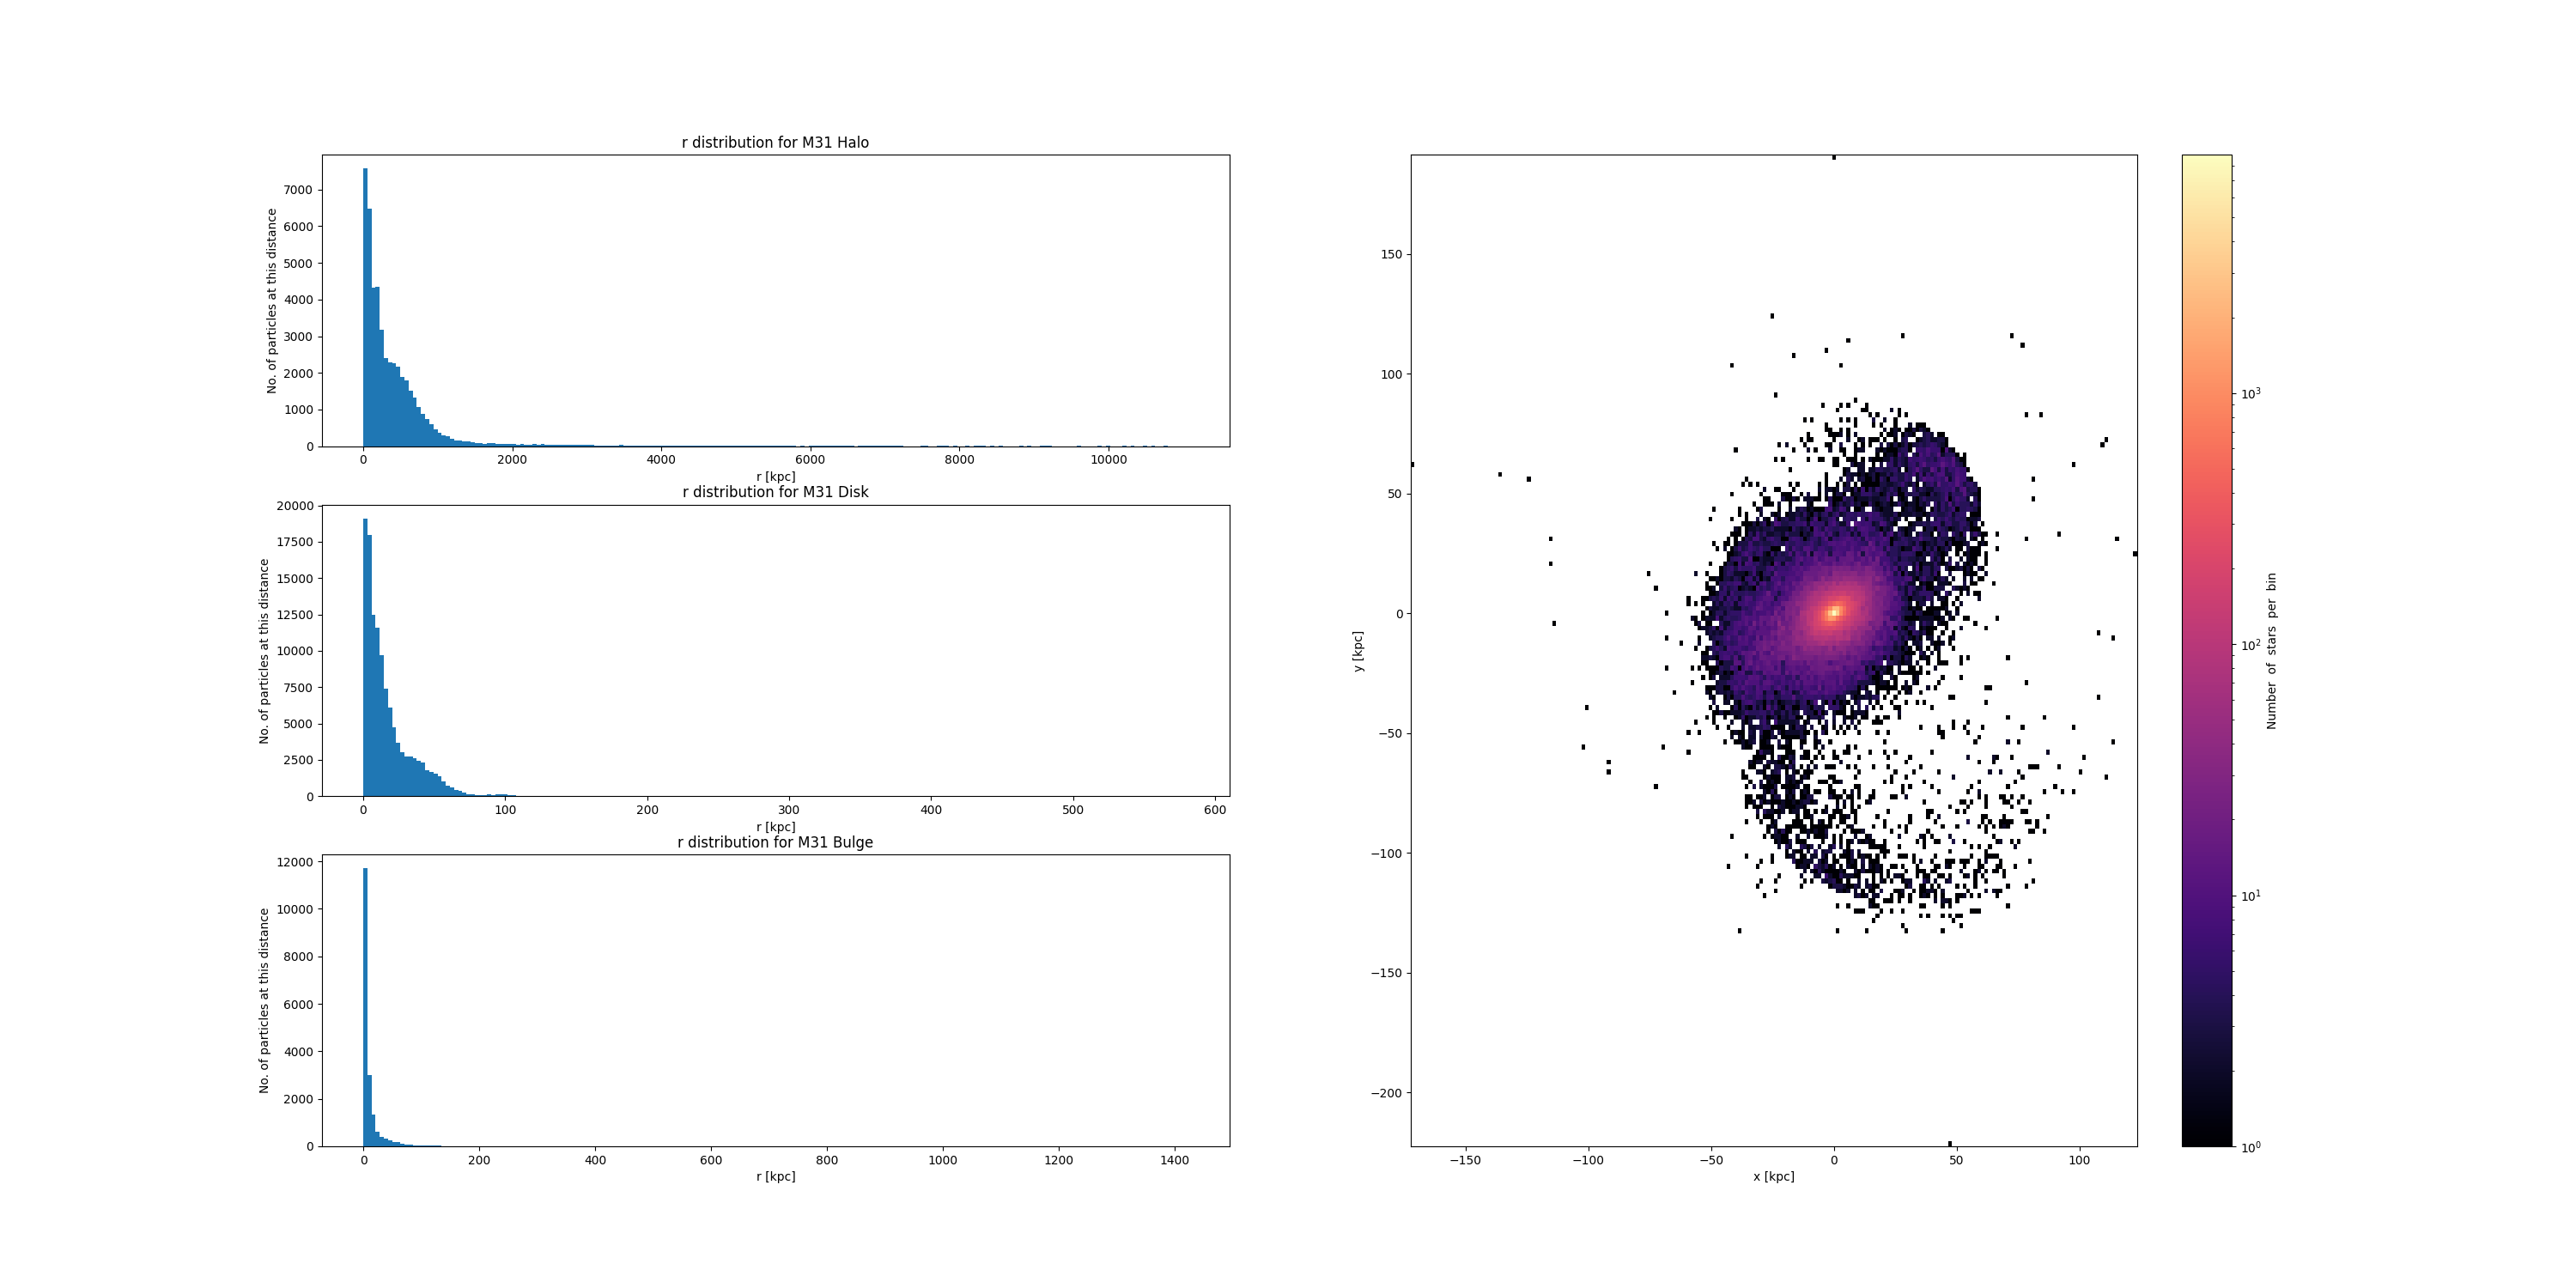 r distribution for M31 Halo
No. of particles at this distance
7000
6000
5000
4000
3000
2000
1000
0
0 2000 4000 6000 8000 10000
r [kpc]
r distribution for M31 Disk
No. of particles at this distance
20000
17500
15000
12500
10000
7500
5000
2500
0
0 100 200 300 400 500 600
r [kpc]
r distribution for M31 Bulge
No. of particles at this distance
12000
10000
8000
6000
4000
2000
0
0 200 400 600 800 1000 1200 1400
r [kpc]
y [kpc]
150
100
50
0
−50
−100
−150
−200
−150 −100 −50 0 50 100
x [kpc]
10³
10²
10¹
10⁰
Number of stars per bin